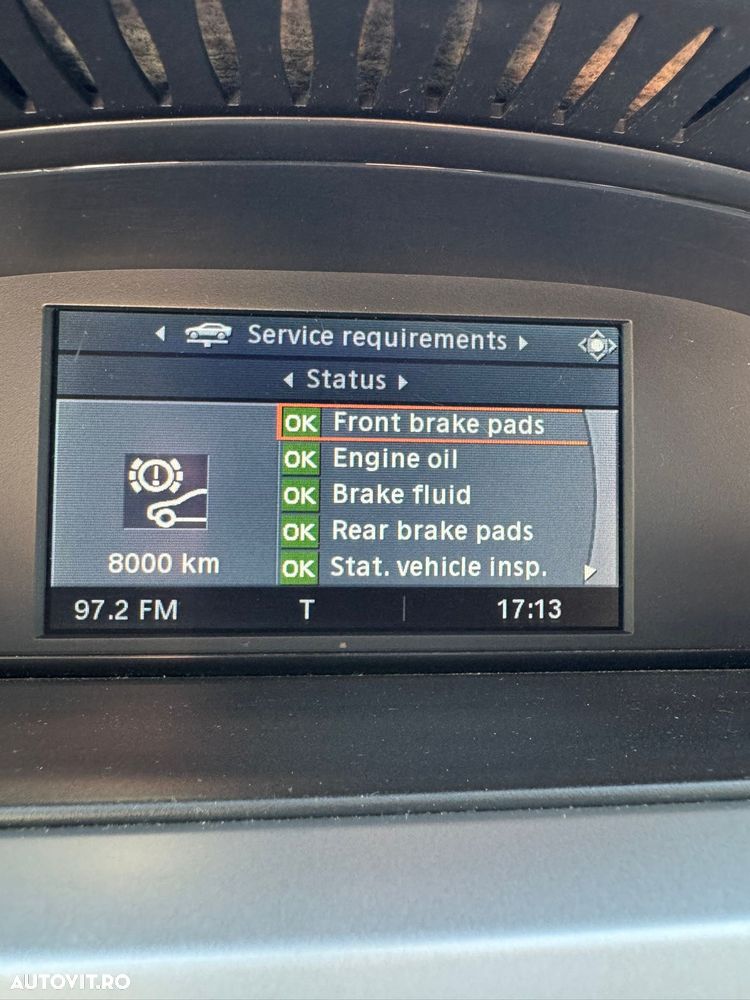 Service requirements
Status
OK Front brake pads
OK Engine oil
OK Brake fluid
OK Rear brake pads
OK Stat. vehicle insp.
8000 km
97.2 FM T 17:13
AUTOVIT.RO